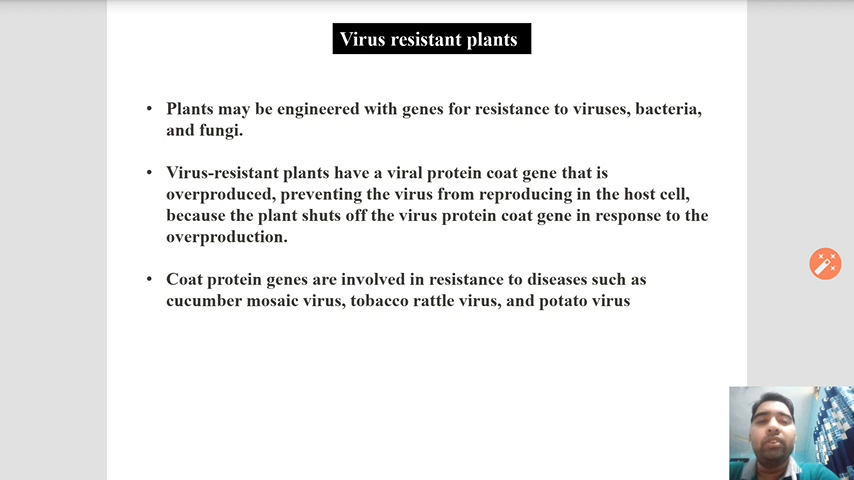 Virus resistant plants
• Plants may be engineered with genes for resistance to viruses, bacteria,
and fungi.
• Virus-resistant plants have a viral protein coat gene that is
overproduced, preventing the virus from reproducing in the host cell,
because the plant shuts off the virus protein coat gene in response to the
overproduction.
• Coat protein genes are involved in resistance to diseases such as
cucumber mosaic virus, tobacco rattle virus, and potato virus